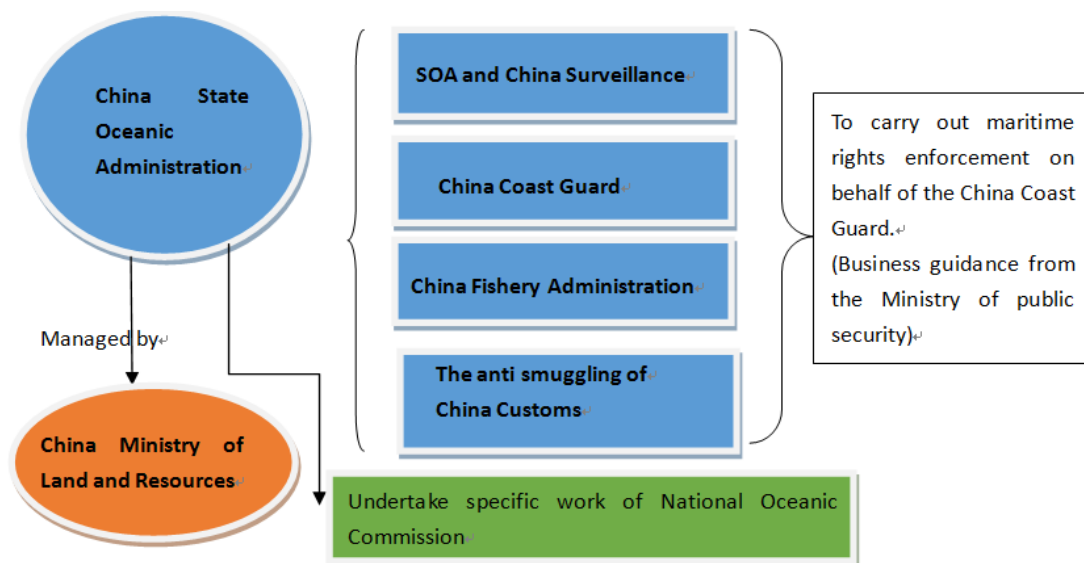 China State
Oceanic
Administration
SOA and China Surveillance
China Coast Guard
China Fishery Administration
The anti smuggling of
China Customs
To carry out maritime
rights enforcement on
behalf of the China Coast
Guard.
(Business guidance from
the Ministry of public
security)
Managed by
China Ministry of
Land and Resources
Undertake specific work of National Oceanic
Commission